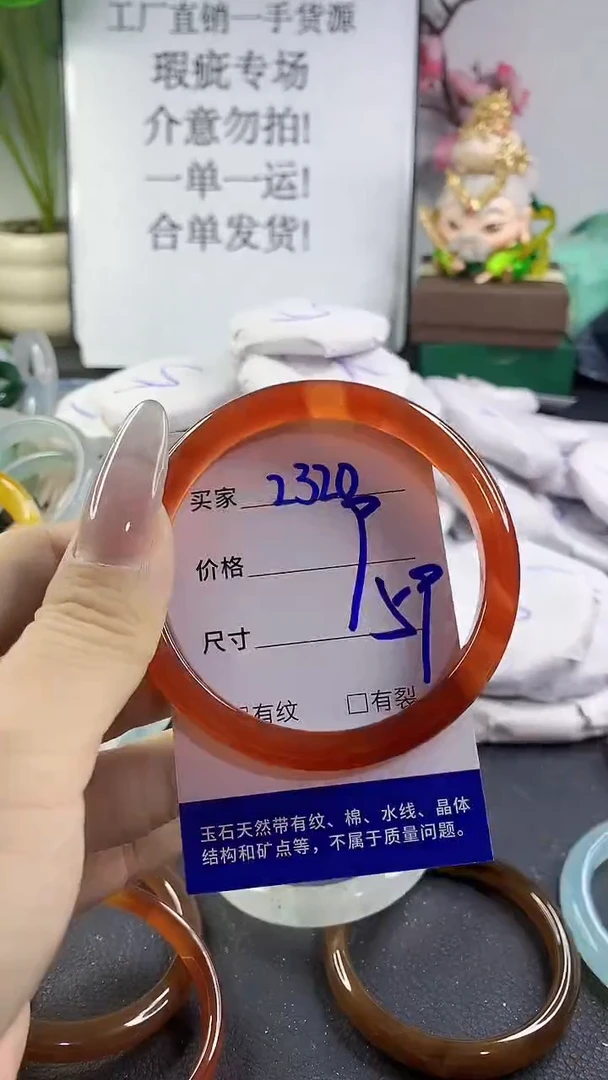 工厂直销一手货源
瑕疵专场
介意勿拍!
一单一运!
合单发货!
买家 2320
价格
尺寸 59
有纹 □有裂
玉石天然带有纹、棉、水线、晶体
结构和矿点等，不属于质量问题。